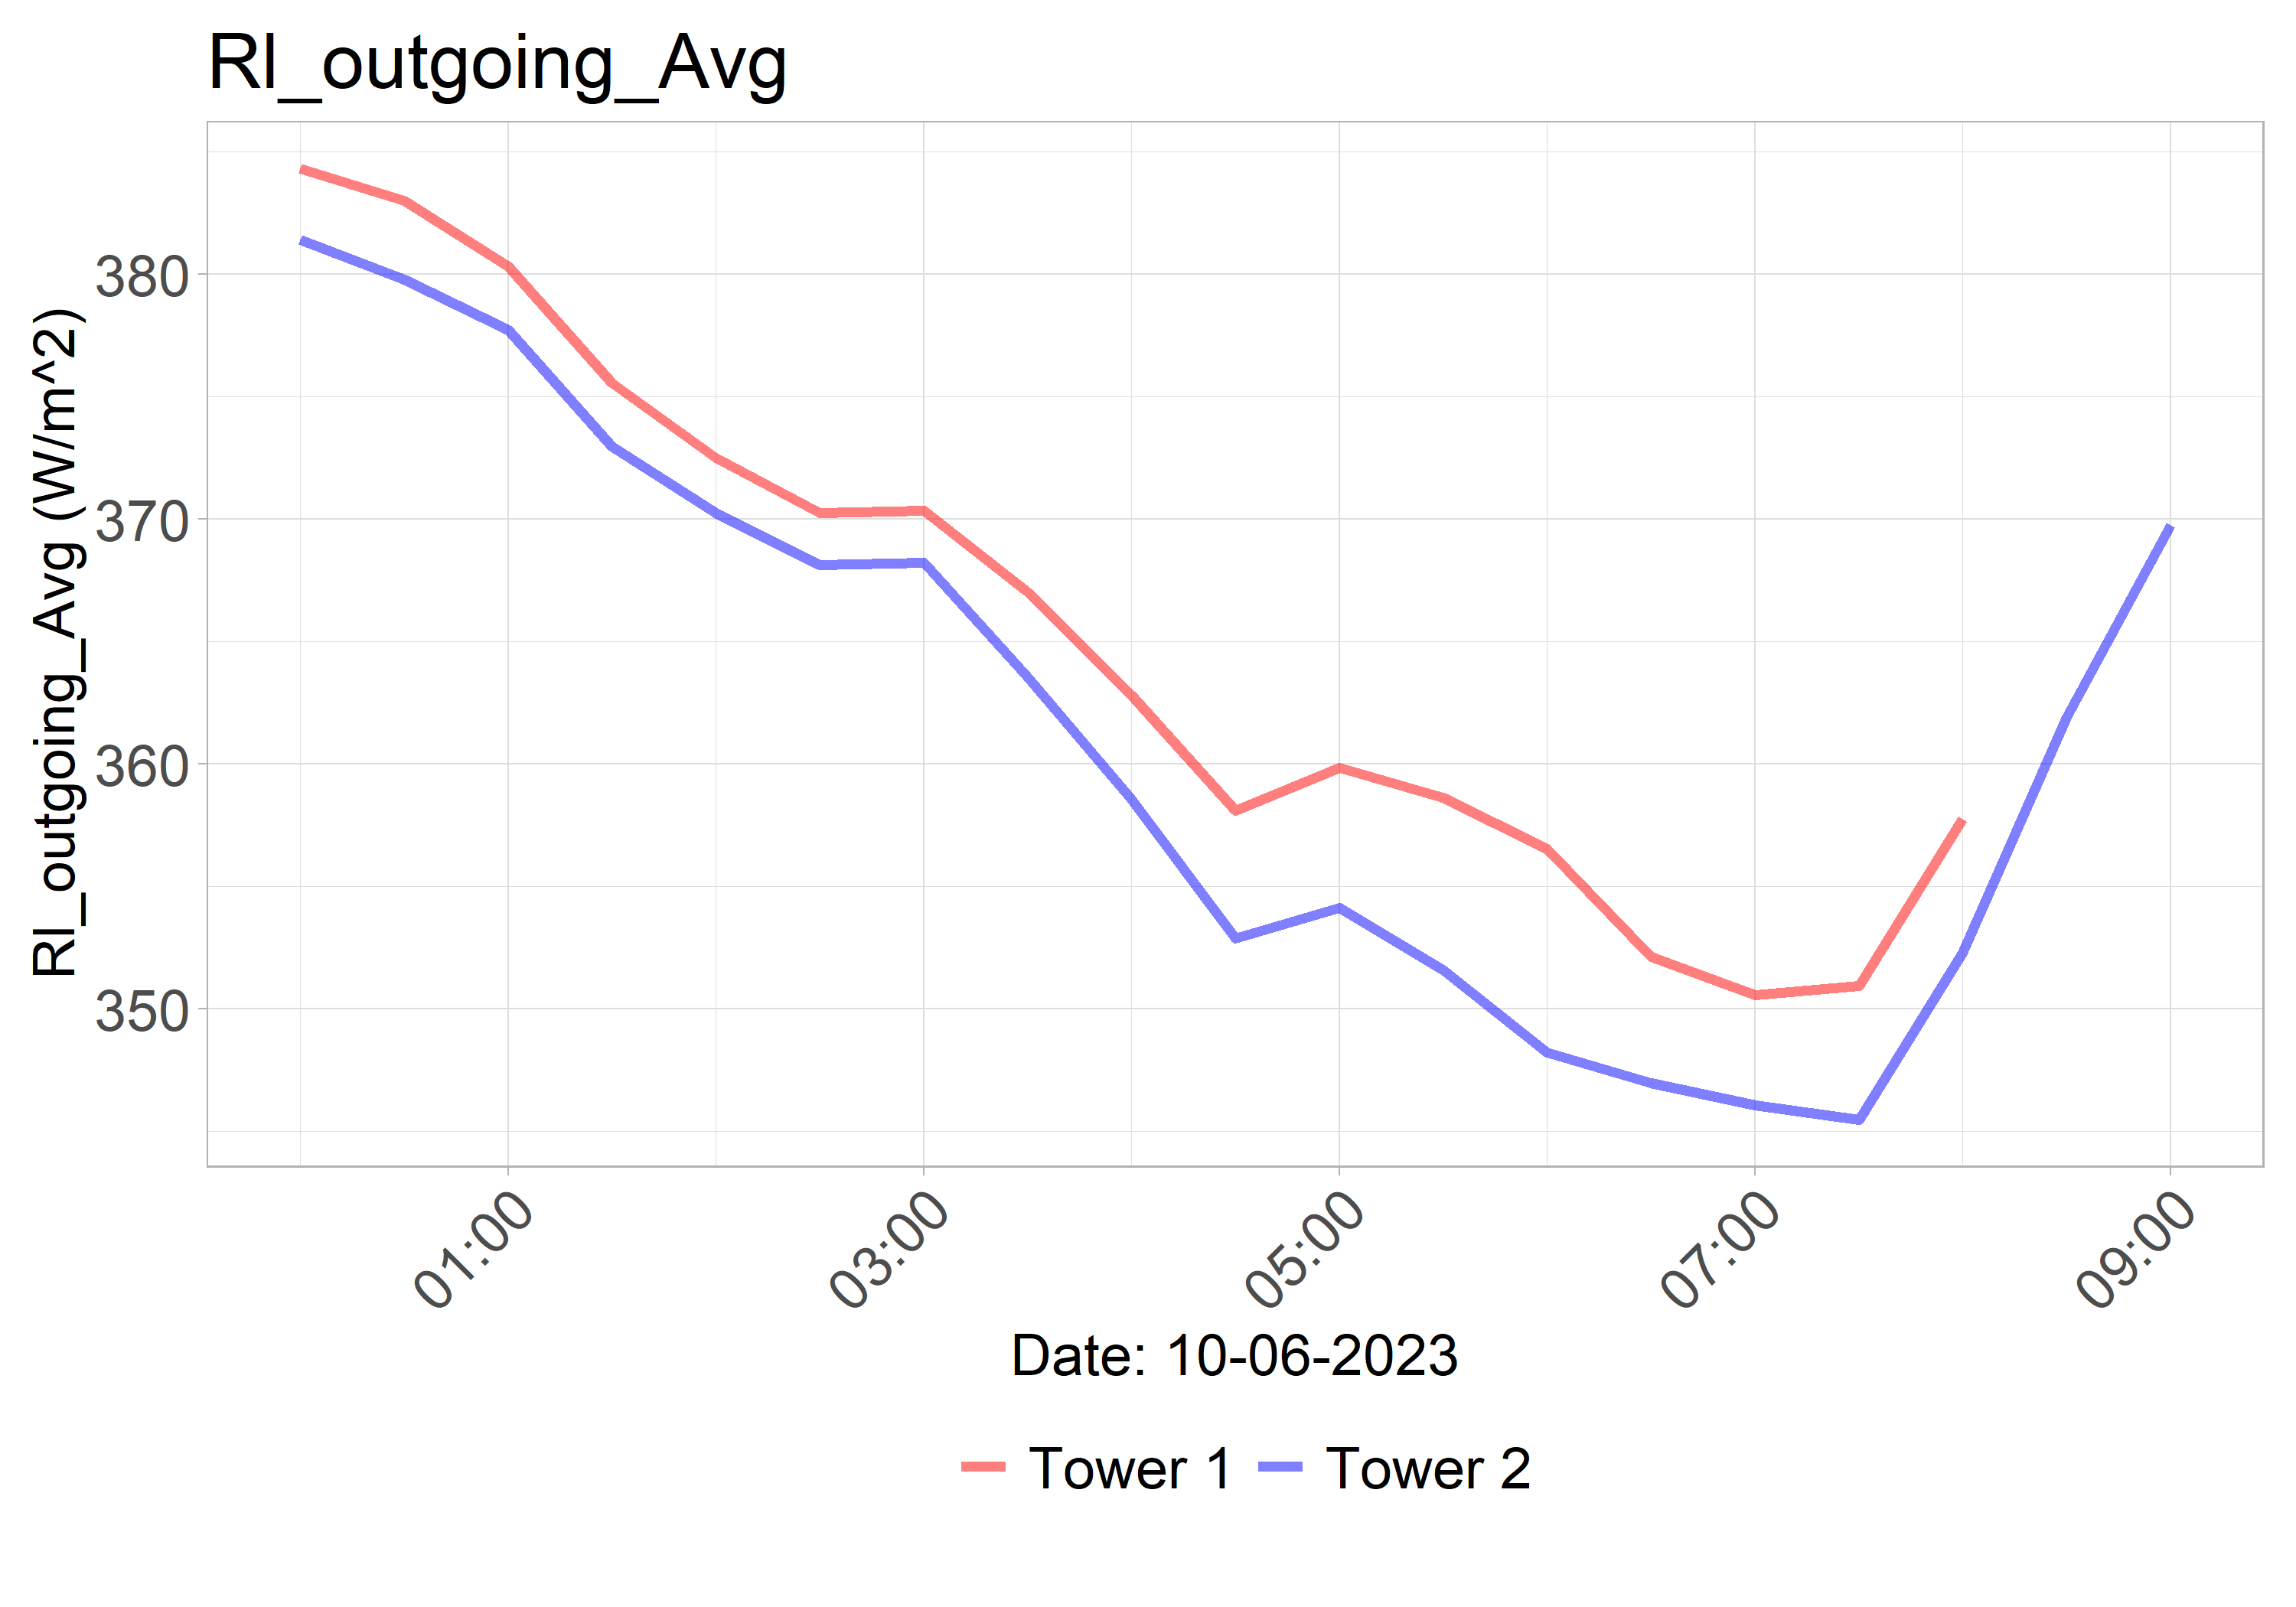 Rl_outgoing_Avg
Rl_outgoing_Avg (W/m^2)
380
370
360
350
01:00
03:00
05:00
07:00
09:00
Date: 10-06-2023
Tower 1
Tower 2